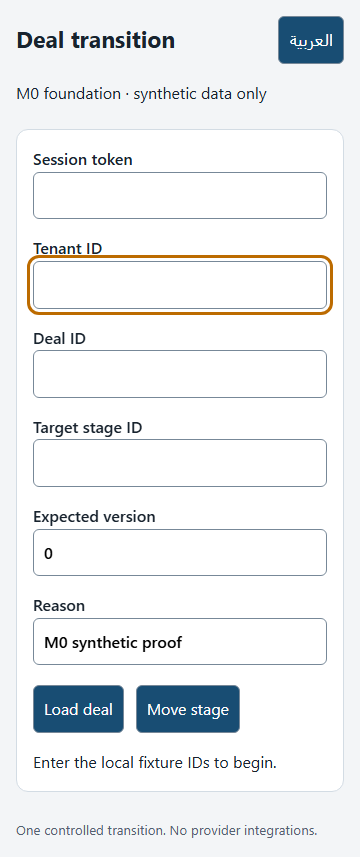 Deal transition
العربية
M0 foundation · synthetic data only
Session token
Tenant ID
Deal ID
Target stage ID
Expected version
0
Reason
M0 synthetic proof
Load deal
Move stage
Enter the local fixture IDs to begin.
One controlled transition. No provider integrations.